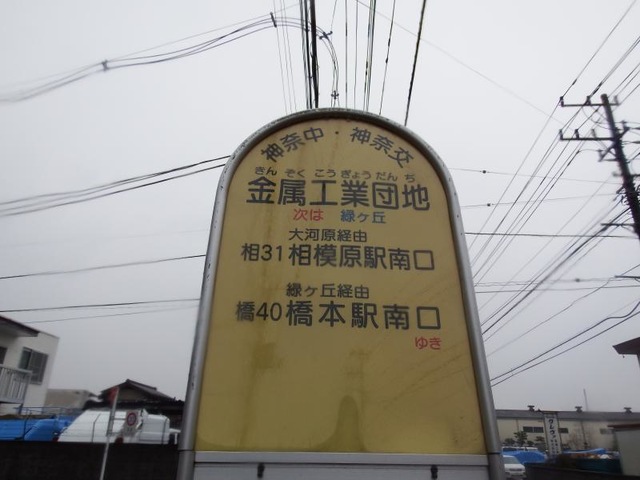 神奈中・神奈交
きんぞくこうぎょうだんち
金属工業団地
次は 緑ヶ丘
大河原経由
相31相模原駅南口
緑ヶ丘経由
橋40橋本駅南口
ゆき